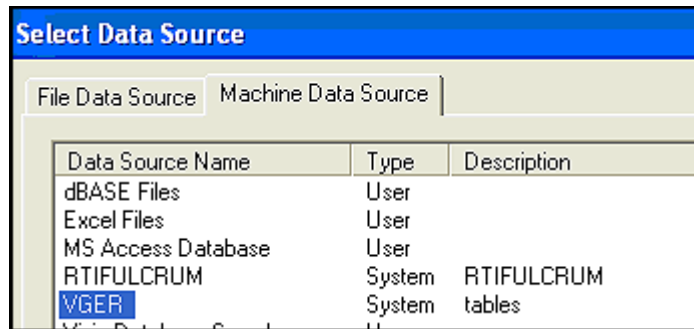 Select Data Source
File Data Source Machine Data Source
Data Source Name Type Description
dBASE Files User
Excel Files User
MS Access Database User
RTIFULCRUM System RTIFULCRUM
VGER System tables